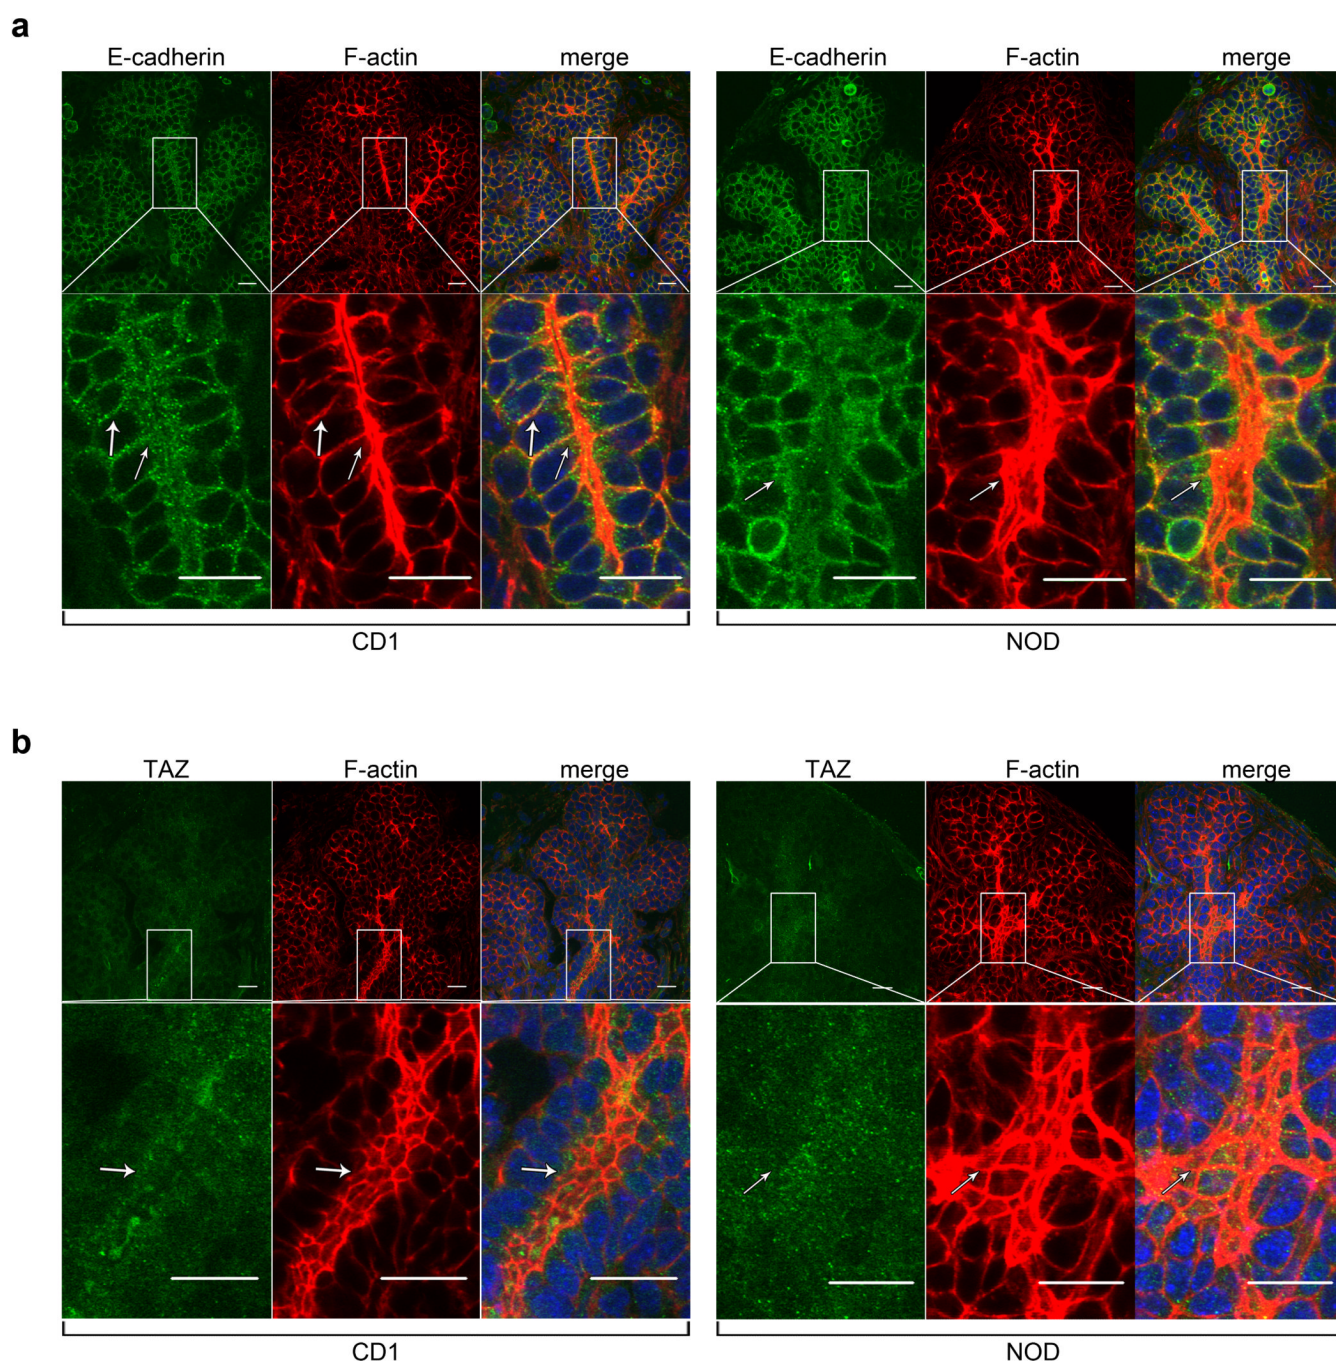 a
E-cadherin F-actin merge E-cadherin F-actin merge
CD1 NOD
b
TAZ F-actin merge TAZ F-actin merge
CD1 NOD